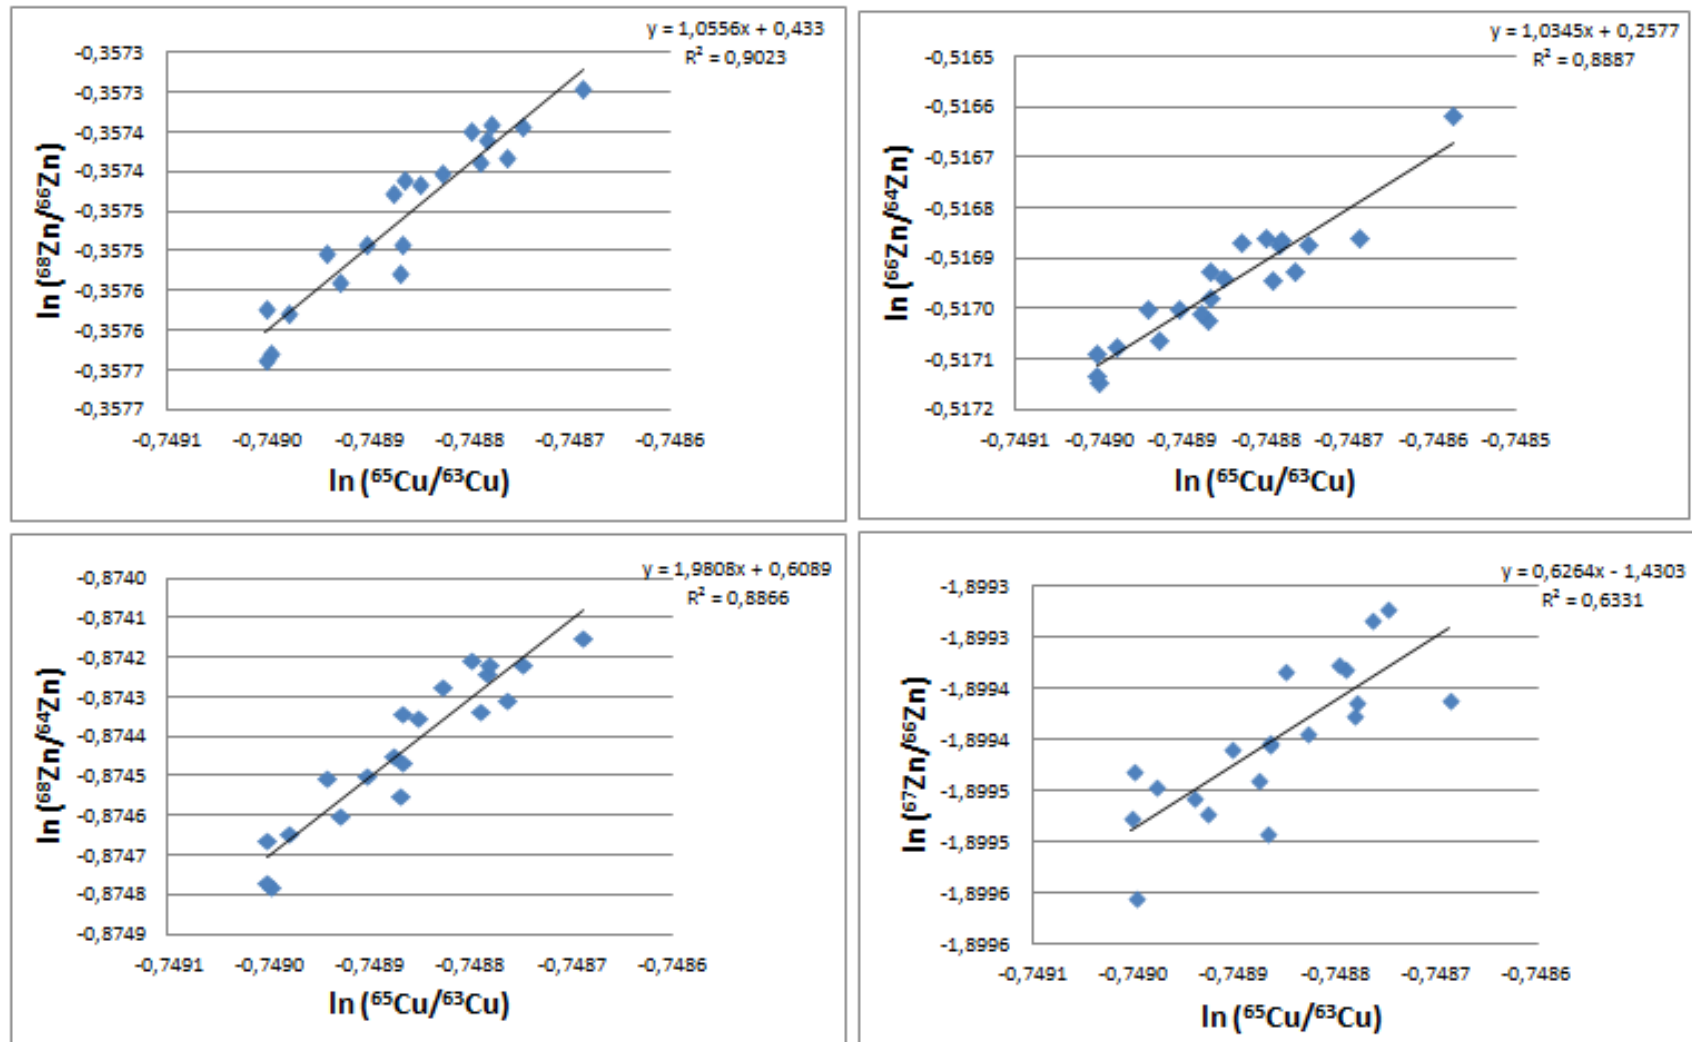 y = 1,0556x + 0,433
R² = 0,9023
-0,3573
-0,3573
-0,3574
-0,3574
-0,3575
-0,3575
-0,3576
-0,3576
-0,3577
-0,3577
ln (⁶⁸Zn/⁶⁶Zn)
-0,7491 -0,7490 -0,7489 -0,7488 -0,7487 -0,7486
ln (⁶⁵Cu/⁶³Cu)
y = 1,0345x + 0,2577
R² = 0,8887
-0,5165
-0,5166
-0,5167
-0,5168
-0,5169
-0,5170
-0,5171
-0,5172
ln (⁶⁶Zn/⁶⁴Zn)
-0,7491 -0,7490 -0,7489 -0,7488 -0,7487 -0,7486 -0,7485
ln (⁶⁵Cu/⁶³Cu)
y = 1,9808x + 0,6089
R² = 0,8866
-0,8740
-0,8741
-0,8742
-0,8743
-0,8744
-0,8745
-0,8746
-0,8747
-0,8748
-0,8749
ln (⁶⁸Zn/⁶⁴Zn)
-0,7491 -0,7490 -0,7489 -0,7488 -0,7487 -0,7486
ln (⁶⁵Cu/⁶³Cu)
y = 0,6264x - 1,4303
R² = 0,6331
-1,8993
-1,8993
-1,8994
-1,8994
-1,8995
-1,8995
-1,8996
-1,8996
ln (⁶⁷Zn/⁶⁶Zn)
-0,7491 -0,7490 -0,7489 -0,7488 -0,7487 -0,7486
ln (⁶⁵Cu/⁶³Cu)